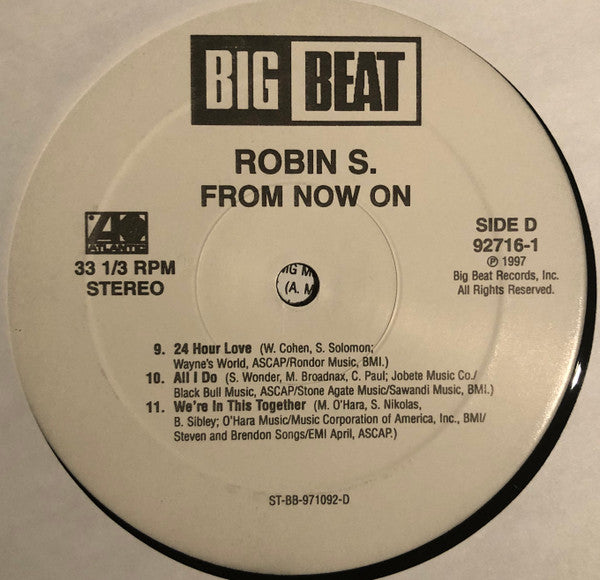 BIG BEAT
ROBIN S.
FROM NOW ON
ATLANTIC
33 1/3 RPM
STEREO
SIDE D
92716-1
℗ 1997
Big Beat Records, Inc.
All Rights Reserved.
(A. M
9. 24 Hour Love (W. Cohen, S. Solomon;
Wayne's World, ASCAP/Rondor Music, BMI.)
10. All I Do (S. Wonder, M. Broadnax, C. Paul; Jobete Music Co./
Black Bull Music, ASCAP/Stone Agate Music/Sawandi Music, BMI.)
11. We're In This Together (M. O'Hara, S. Nikolas,
B. Sibley; O'Hara Music/Music Corporation of America, Inc., BMI/
Steven and Brendon Songs/EMI April, ASCAP.)
ST-BB-971092-D